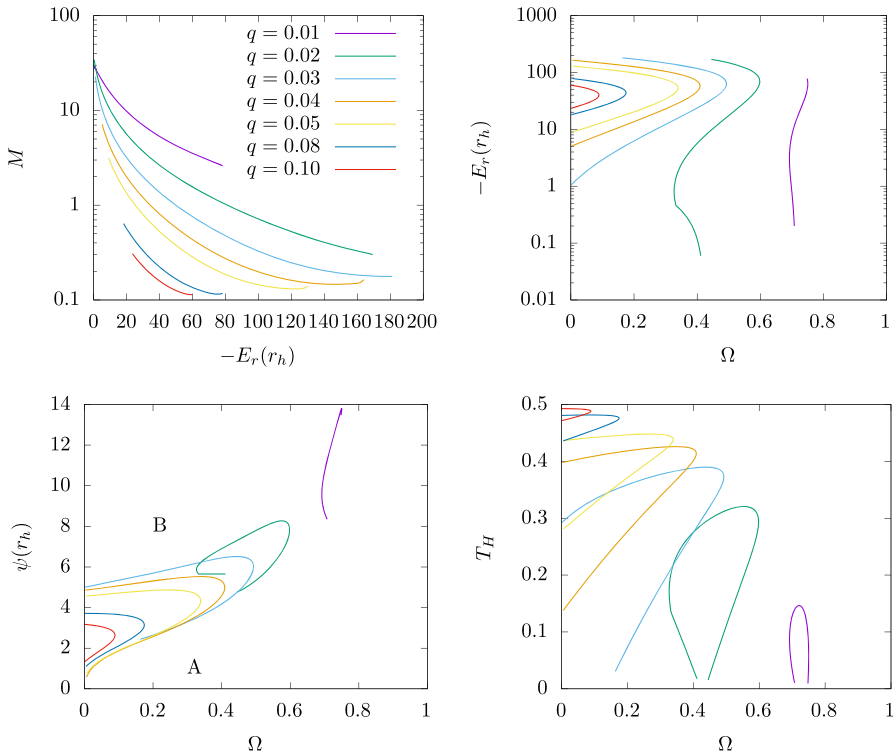 100
10
1
0.1
M
q = 0.01
q = 0.02
q = 0.03
q = 0.04
q = 0.05
q = 0.08
q = 0.10
0 20 40 60 80 100 120 140 160 180 200
−E_r(r_h)
1000
100
10
1
0.1
0.01
−E_r(r_h)
0 0.2 0.4 0.6 0.8 1
Ω
14
12
10
8
6
4
2
0
ψ(r_h)
B
A
0 0.2 0.4 0.6 0.8 1
Ω
0.5
0.4
0.3
0.2
0.1
0
T_H
0 0.2 0.4 0.6 0.8 1
Ω